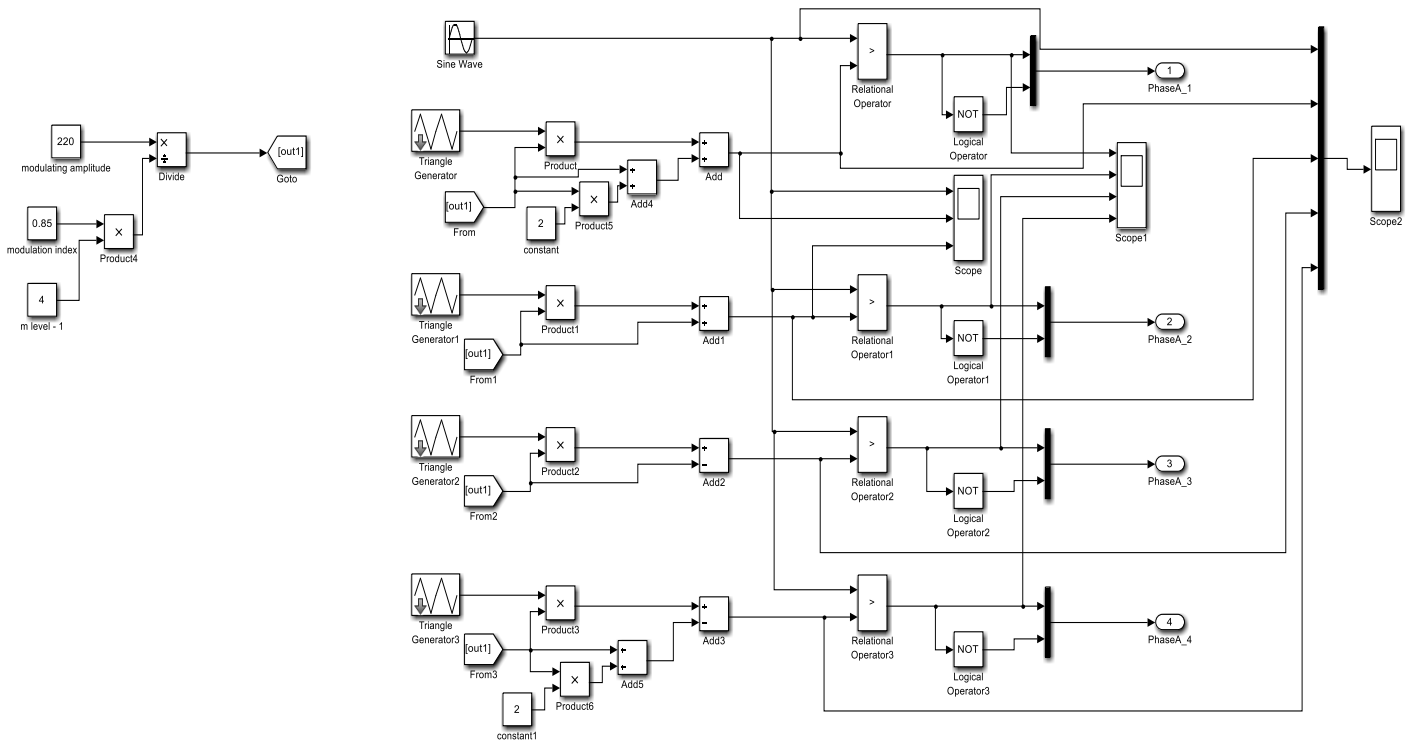 Sine Wave
>
Relational
Operator
NOT
Logical
Operator
1
PhaseA_1
220
modulating amplitude
×
÷
Divide
[out1]
Goto
0.85
modulation index
×
Product4
4
m level - 1
Triangle
Generator
×
Product
[out1]
From
2
constant
×
Product5
+
+
Add4
+
+
Add
Scope
Scope1
Scope2
Triangle
Generator1
×
Product1
[out1]
From1
+
+
Add1
>
Relational
Operator1
NOT
Logical
Operator1
2
PhaseA_2
Triangle
Generator2
×
Product2
[out1]
From2
+
−
Add2
>
Relational
Operator2
NOT
Logical
Operator2
3
PhaseA_3
Triangle
Generator3
×
Product3
[out1]
From3
2
constant1
×
Product6
+
+
Add5
+
−
Add3
>
Relational
Operator3
NOT
Logical
Operator3
4
PhaseA_4